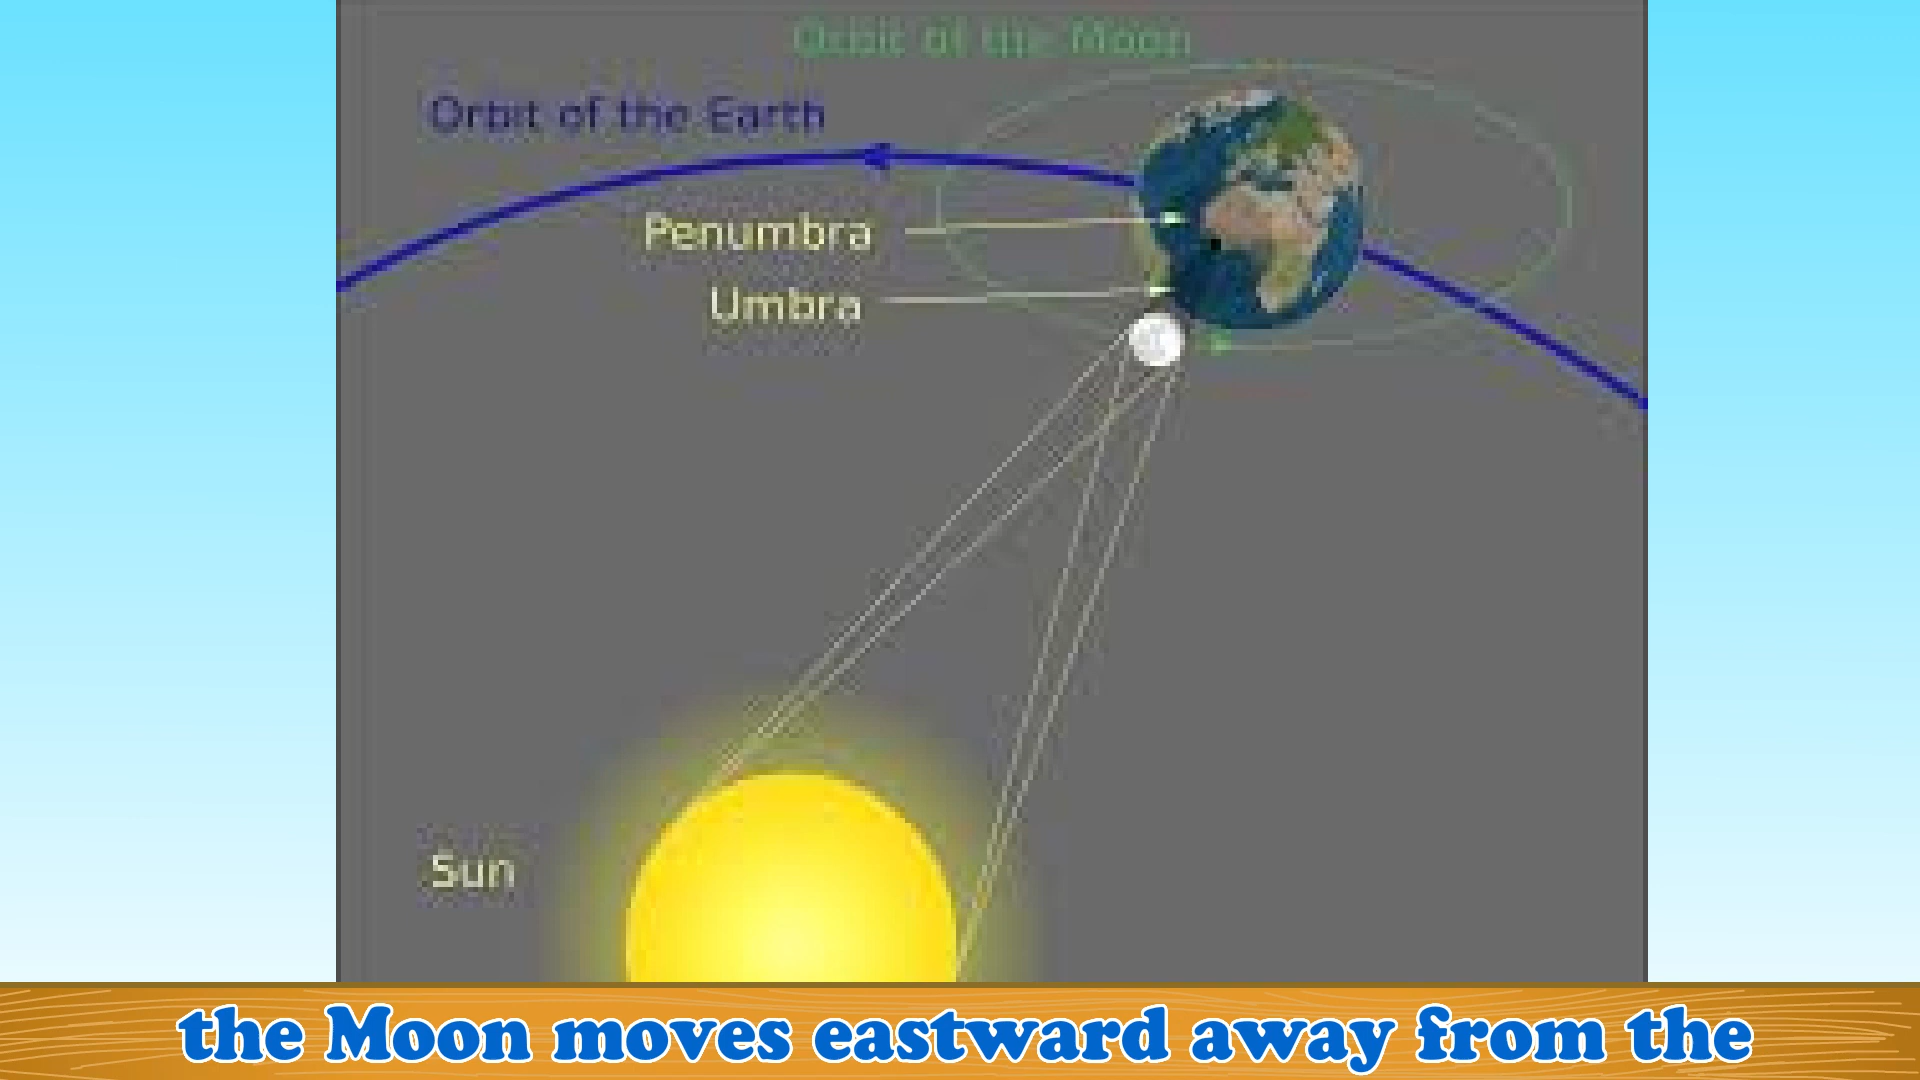 Orbit of the Moon
Orbit of the Earth
Penumbra
Umbra
Sun
the Moon moves eastward away from the